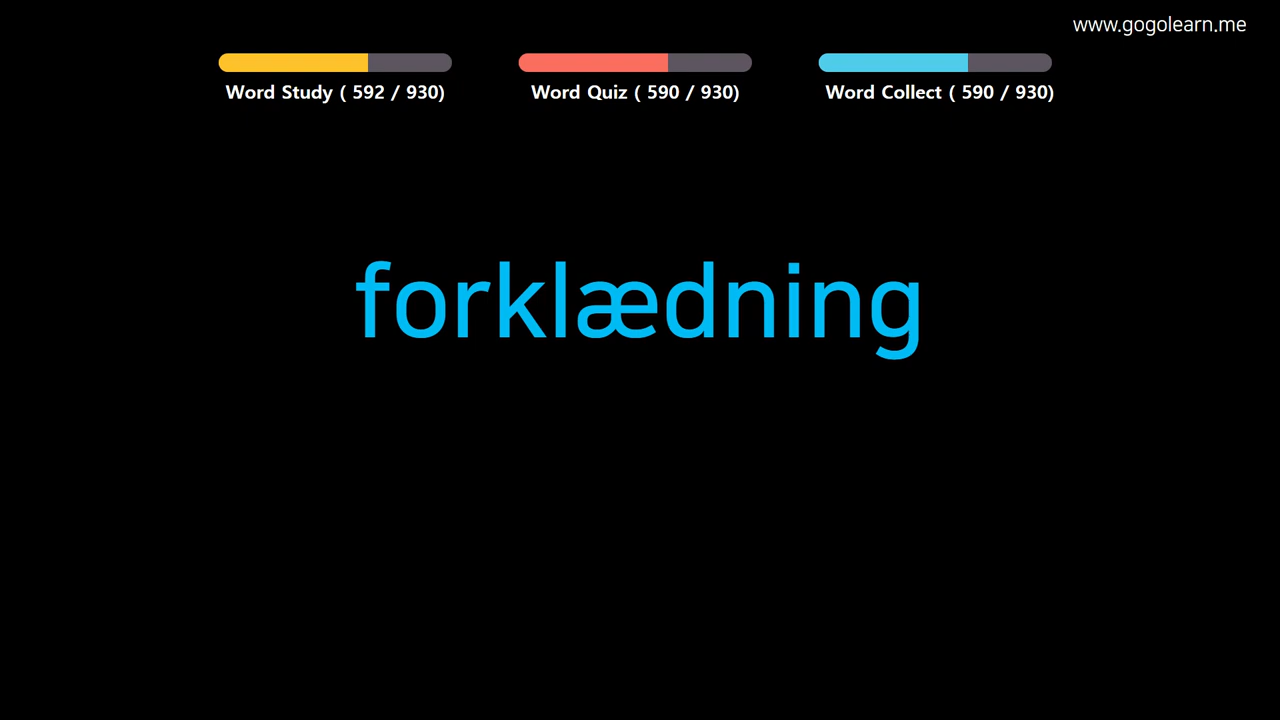 www.gogolearn.me
Word Study ( 592 / 930)
Word Quiz ( 590 / 930)
Word Collect ( 590 / 930)
forklædning